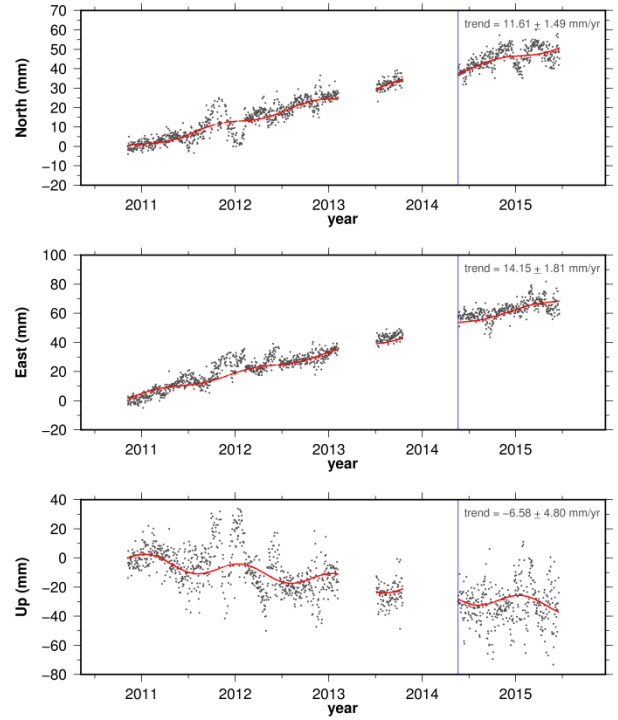 70
60
50
40
30
20
10
0
−10
−20
North (mm)
trend = 11.61 ± 1.49 mm/yr
2011 2012 2013 2014 2015
year
100
80
60
40
20
0
−20
East (mm)
trend = 14.15 ± 1.81 mm/yr
2011 2012 2013 2014 2015
year
40
20
0
−20
−40
−60
−80
Up (mm)
trend = −6.58 ± 4.80 mm/yr
2011 2012 2013 2014 2015
year